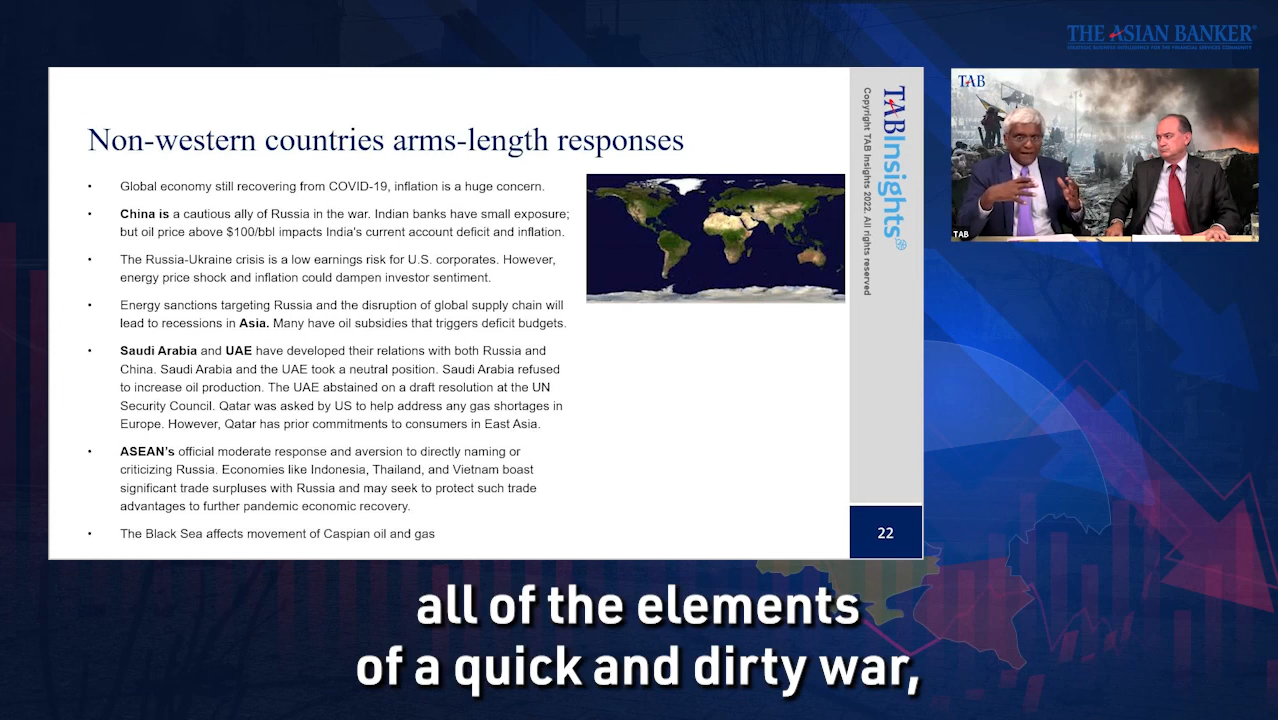 THE ASIAN BANKER
STRATEGIC BUSINESS INTELLIGENCE FOR THE FINANCIAL SERVICES COMMUNITY
Non-western countries arms-length responses
• Global economy still recovering from COVID-19, inflation is a huge concern.
• China is a cautious ally of Russia in the war. Indian banks have small exposure;
but oil price above $100/bbl impacts India's current account deficit and inflation.
• The Russia-Ukraine crisis is a low earnings risk for U.S. corporates. However,
energy price shock and inflation could dampen investor sentiment.
• Energy sanctions targeting Russia and the disruption of global supply chain will
lead to recessions in Asia. Many have oil subsidies that triggers deficit budgets.
• Saudi Arabia and UAE have developed their relations with both Russia and
China. Saudi Arabia and the UAE took a neutral position. Saudi Arabia refused
to increase oil production. The UAE abstained on a draft resolution at the UN
Security Council. Qatar was asked by US to help address any gas shortages in
Europe. However, Qatar has prior commitments to consumers in East Asia.
• ASEAN's official moderate response and aversion to directly naming or
criticizing Russia. Economies like Indonesia, Thailand, and Vietnam boast
significant trade surpluses with Russia and may seek to protect such trade
advantages to further pandemic economic recovery.
• The Black Sea affects movement of Caspian oil and gas
TABInsights
Copyright TAB Insights 2022. All rights reserved
22
TAB
TAB
all of the elements
of a quick and dirty war,